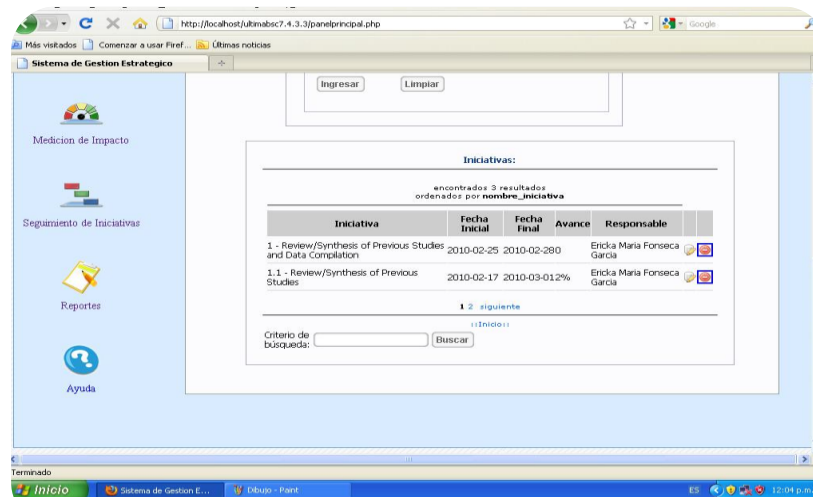 http://localhost/ultimabsc7.4.3.3/panelprincipal.php
Google
Más visitados Comenzar a usar Firef... Últimas noticias
Sistema de Gestion Estrategico
Ingresar Limpiar
Medicion de Impacto
Seguimiento de Iniciativas
Reportes
Ayuda
Iniciativas:
encontrados 3 resultados
ordenados por nombre_iniciativa
Iniciativa Fecha Inicial Fecha Final Avance Responsable
1 - Review/Synthesis of Previous Studies and Data Compilation 2010-02-25 2010-02-28 0 Ericka Maria Fonseca Garcia
1.1 - Review/Synthesis of Previous Studies 2010-02-17 2010-03-01 2% Ericka Maria Fonseca Garcia
1 2 siguiente
::Inicio::
Criterio de búsqueda: Buscar
Terminado
Inicio Sistema de Gestion E... Dibujo - Paint ES 12:04 p.m.